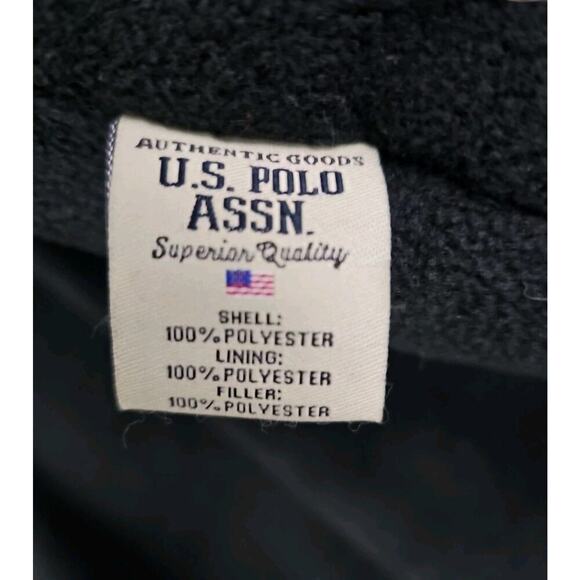 AUTHENTIC GOODS
U.S. POLO
ASSN.
Superior Quality
SHELL:
100% POLYESTER
LINING:
100% POLYESTER
FILLER:
100% POLYESTER